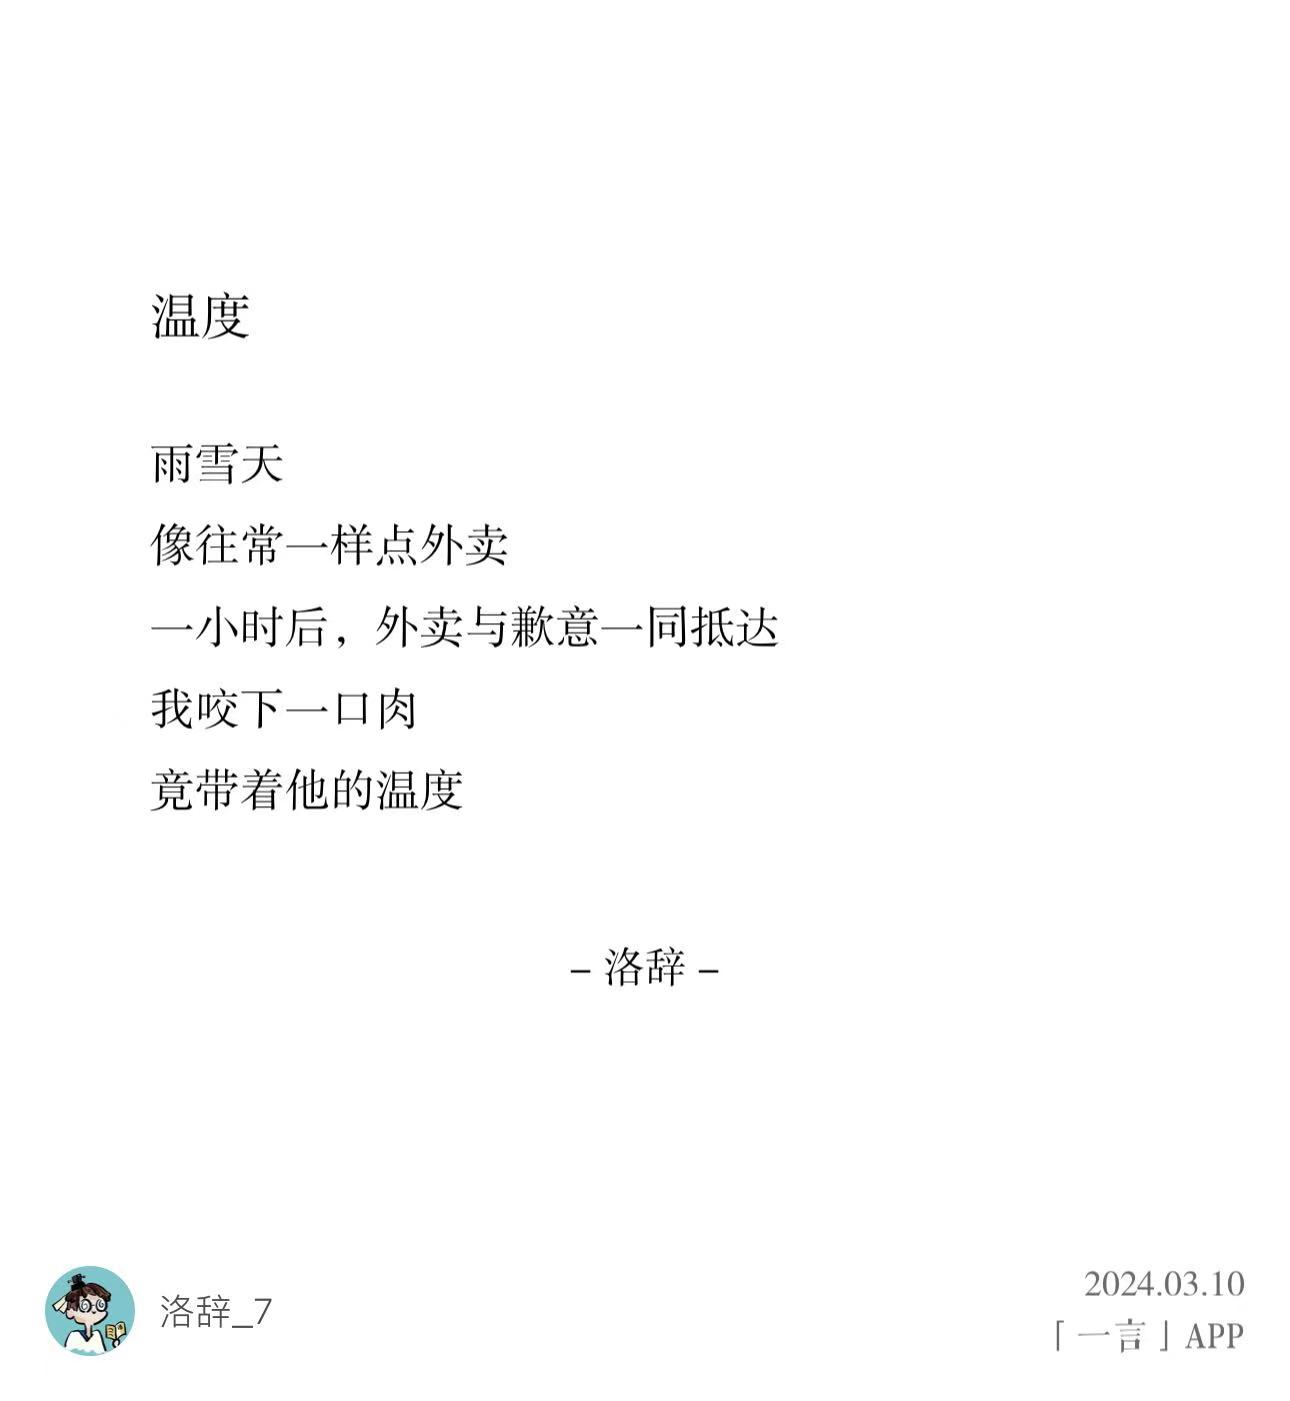 温度
雨雪天
像往常一样点外卖
一小时后，外卖与歉意一同抵达
我咬下一口肉
竟带着他的温度
– 洛辞 –
洛辞_7
2024.03.10
「一言」APP